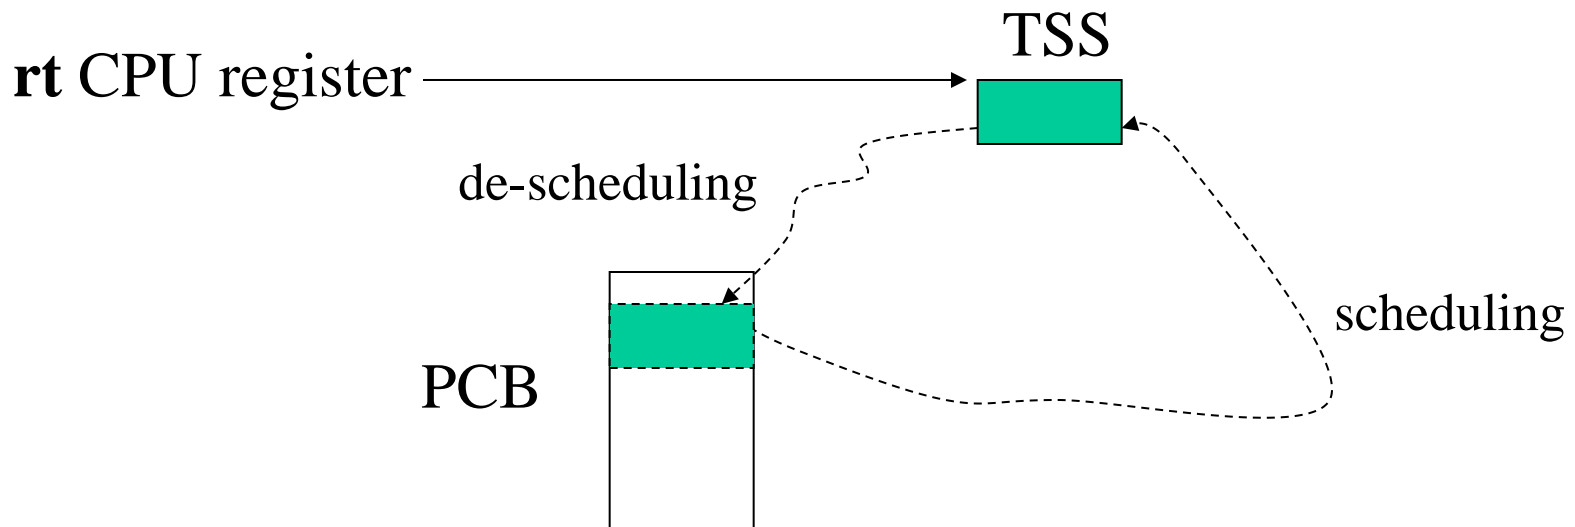 TSS
rt CPU register
de-scheduling
scheduling
PCB